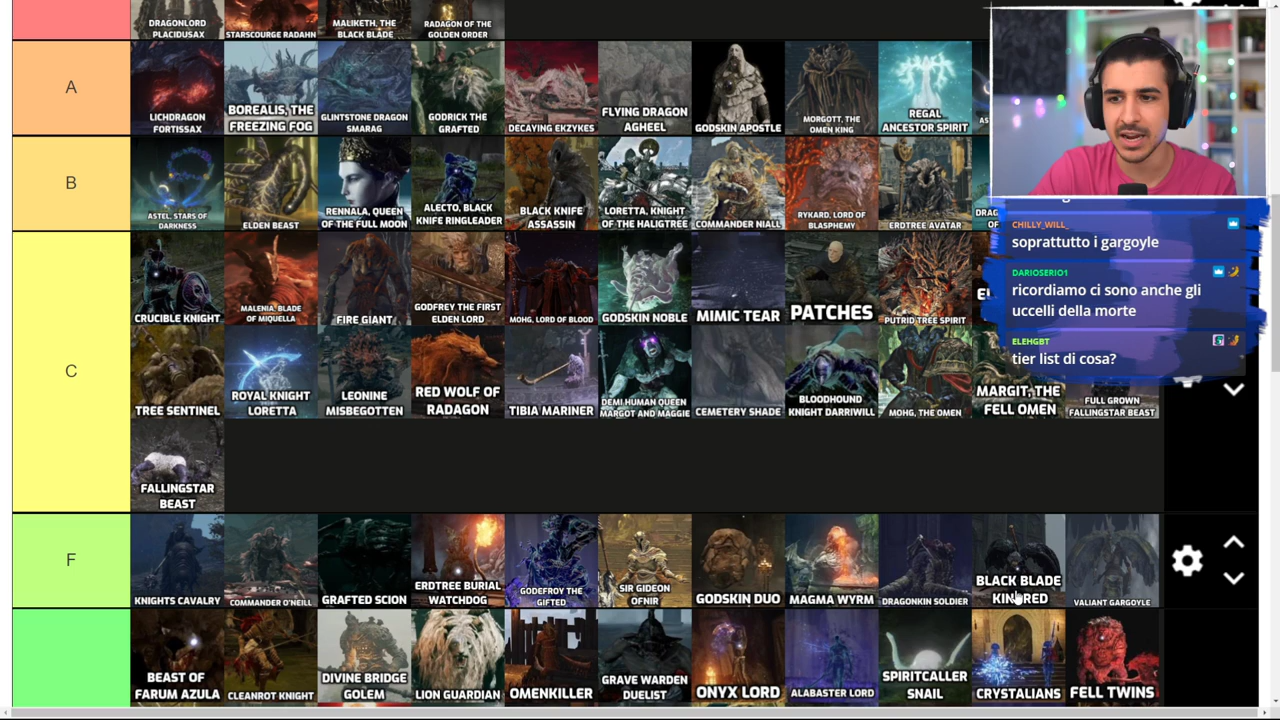 DRAGONLORD
PLACIDUSAX
STARSCOURGE RADAHN
MALIKETH, THE
BLACK BLADE
RADAGON OF THE
GOLDEN ORDER
A
LICHDRAGON
FORTISSAX
BOREALIS, THE
FREEZING FOG
GLINTSTONE DRAGON
SMARAG
GODRICK THE
GRAFTED
DECAYING EKZYKES
FLYING DRAGON
AGHEEL
GODSKIN APOSTLE
MORGOTT, THE
OMEN KING
REGAL
ANCESTOR SPIRIT
AS
B
ASTEL, STARS OF
DARKNESS
ELDEN BEAST
RENNALA, QUEEN
OF THE FULL MOON
ALECTO, BLACK
KNIFE RINGLEADER
BLACK KNIFE
ASSASSIN
LORETTA, KNIGHT
OF THE HALIGTREE
COMMANDER NIALL
RYKARD, LORD OF
BLASPHEMY
ERDTREE AVATAR
DRAG
OF
CHILLY_WILL_
soprattutto i gargoyle
DARIOSERIO1
ricordiamo ci sono anche gli
uccelli della morte
ELEHGBT
tier list di cosa?
C
CRUCIBLE KNIGHT
MALENIA, BLADE
OF MIQUELLA
FIRE GIANT
GODFREY THE FIRST
ELDEN LORD
MOHG, LORD OF BLOOD
GODSKIN NOBLE
MIMIC TEAR
PATCHES
PUTRID TREE SPIRIT
TREE SENTINEL
ROYAL KNIGHT
LORETTA
LEONINE
MISBEGOTTEN
RED WOLF OF
RADAGON
TIBIA MARINER
DEMI HUMAN QUEEN
MARGOT AND MAGGIE
CEMETERY SHADE
BLOODHOUND
KNIGHT DARRIWILL
MOHG, THE OMEN
MARGIT, THE
FELL OMEN
FULL GROWN
FALLINGSTAR BEAST
FALLINGSTAR
BEAST
F
KNIGHTS CAVALRY
COMMANDER O'NEILL
GRAFTED SCION
ERDTREE BURIAL
WATCHDOG
GODEFROY THE
GIFTED
SIR GIDEON
OFNIR
GODSKIN DUO
MAGMA WYRM
DRAGONKIN SOLDIER
BLACK BLADE
KINDRED
VALIANT GARGOYLE
BEAST OF
FARUM AZULA
CLEANROT KNIGHT
DIVINE BRIDGE
GOLEM
LION GUARDIAN
OMENKILLER
GRAVE WARDEN
DUELIST
ONYX LORD
ALABASTER LORD
SPIRITCALLER
SNAIL
CRYSTALIANS
FELL TWINS